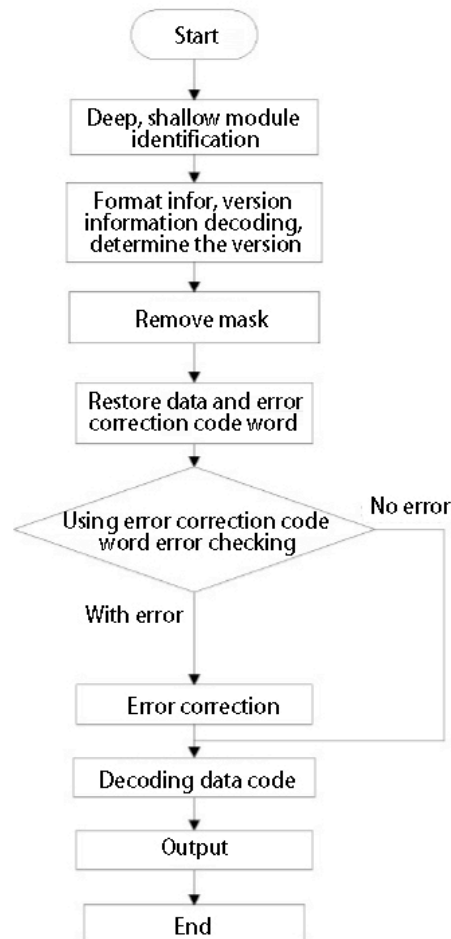 Start
Deep, shallow module
identification
Format infor, version
information decoding,
determine the version
Remove mask
Restore data and error
correction code word
Using error correction code
word error checking
No error
With error
Error correction
Decoding data code
Output
End